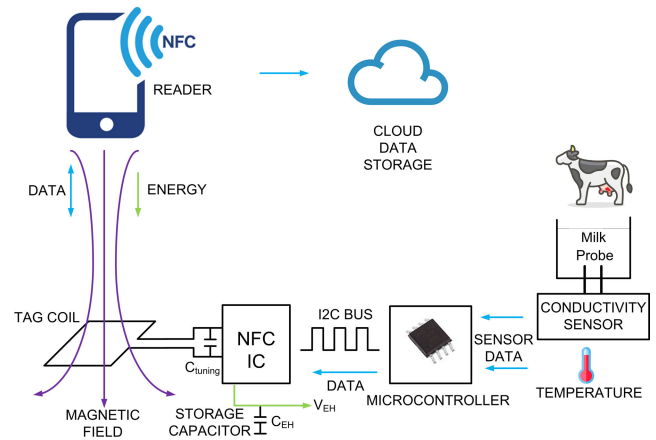 NFC
READER
CLOUD
DATA
STORAGE
DATA
ENERGY
Milk
Probe
TAG COIL
I2C BUS
CONDUCTIVITY
SENSOR
NFC
IC
SENSOR
DATA
Ctuning
DATA
TEMPERATURE
MICROCONTROLLER
MAGNETIC
FIELD
STORAGE
CAPACITOR
CEH
VEH